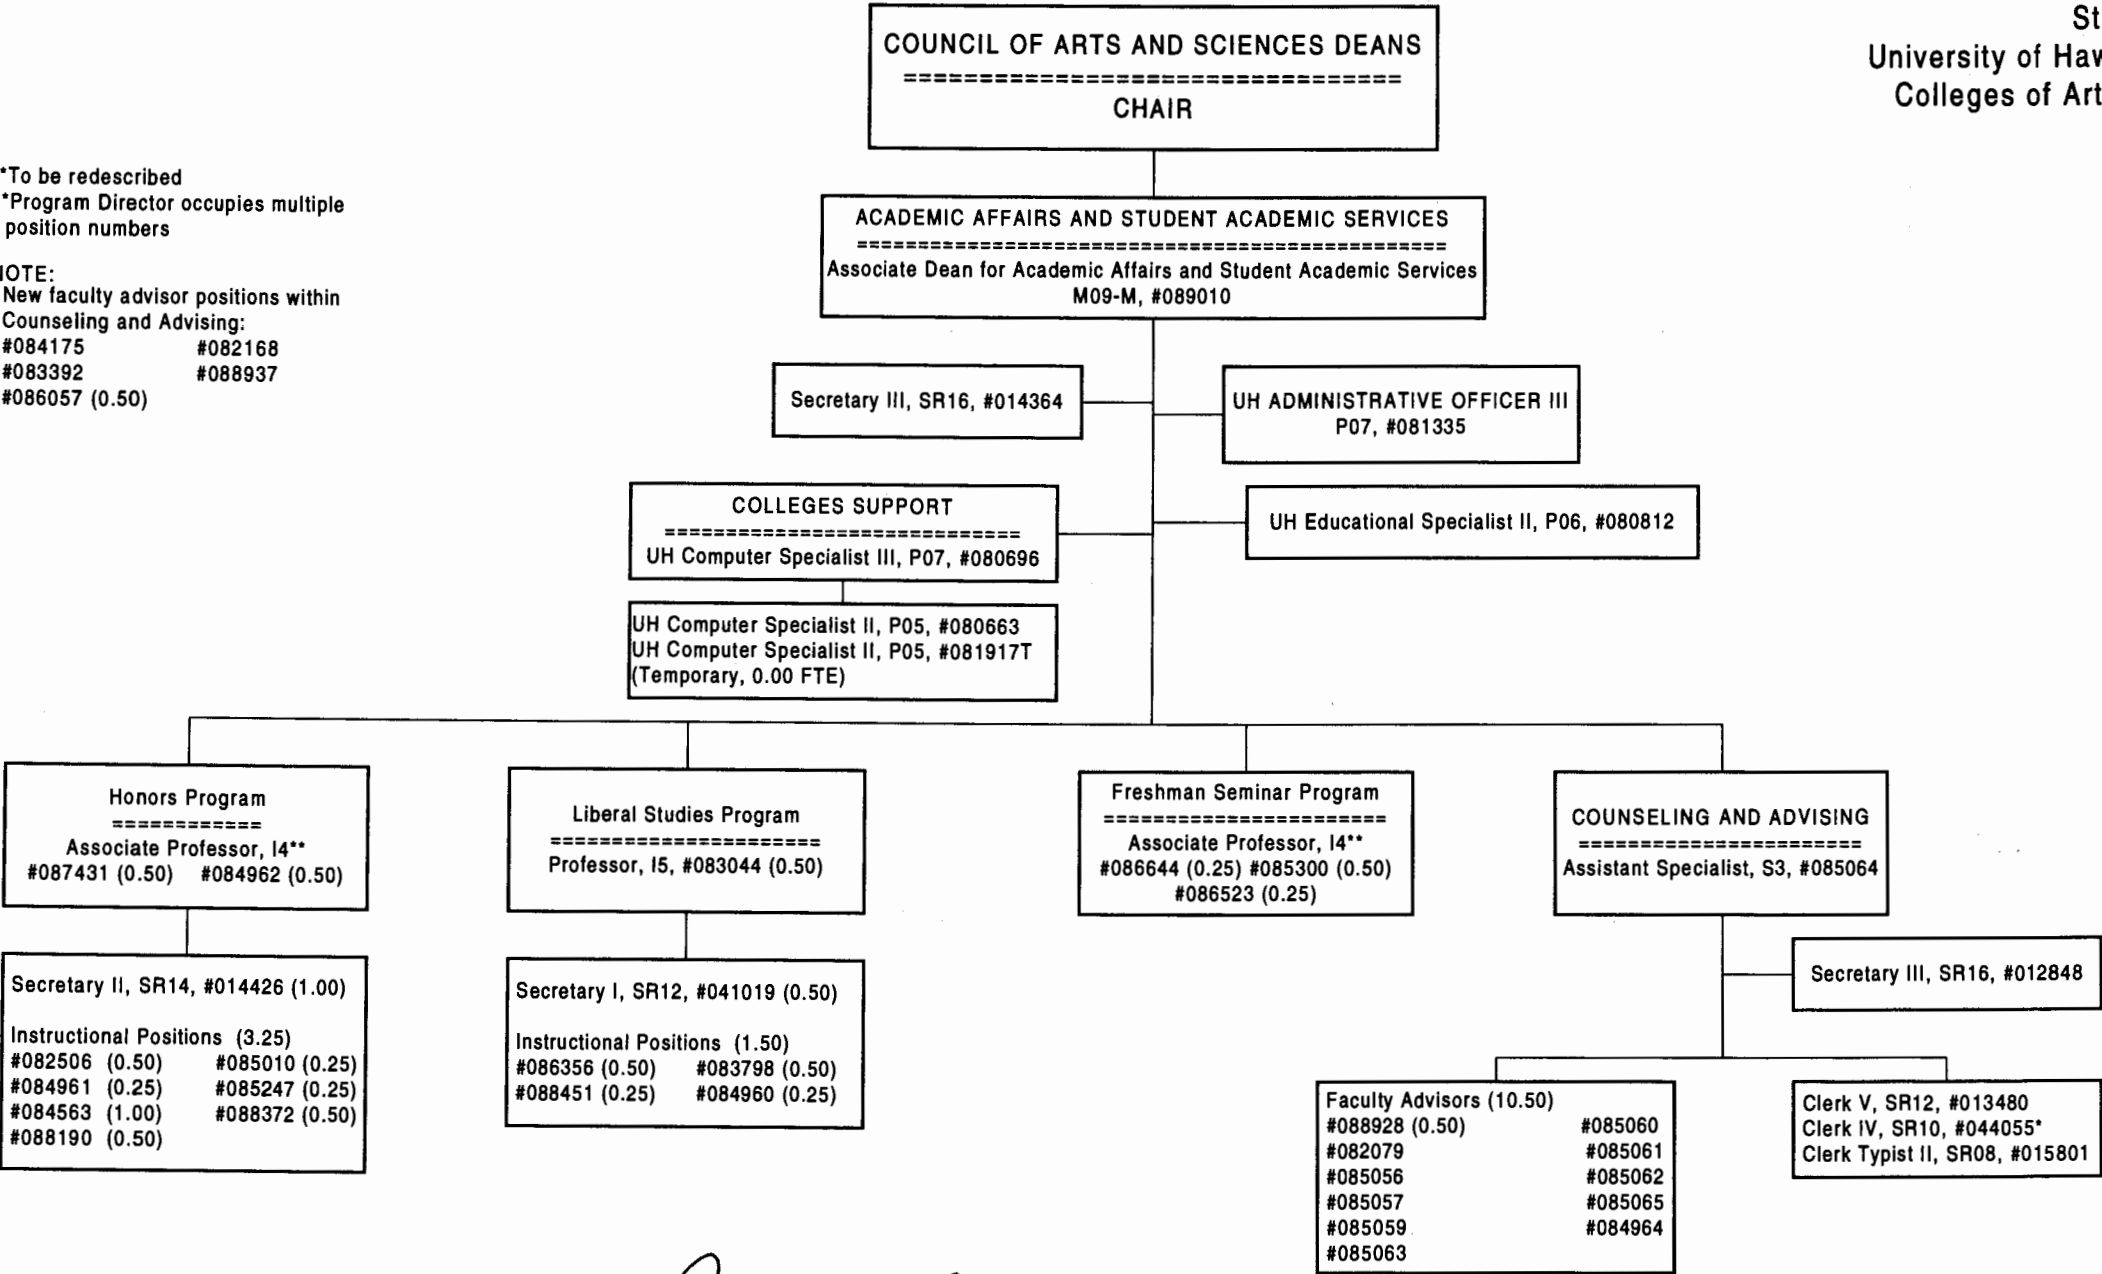 COUNCIL OF ARTS AND SCIENCES DEANS
==================================
CHAIR
St
University of Haw
Colleges of Art
*To be redescribed
*Program Director occupies multiple
position numbers
NOTE:
New faculty advisor positions within
Counseling and Advising:
#084175 #082168
#083392 #088937
#086057 (0.50)
ACADEMIC AFFAIRS AND STUDENT ACADEMIC SERVICES
================================================
Associate Dean for Academic Affairs and Student Academic Services
M09-M, #089010
Secretary III, SR16, #014364
UH ADMINISTRATIVE OFFICER III
P07, #081335
COLLEGES SUPPORT
=============================
UH Computer Specialist III, P07, #080696
UH Educational Specialist II, P06, #080812
UH Computer Specialist II, P05, #080663
UH Computer Specialist II, P05, #081917T
(Temporary, 0.00 FTE)
Honors Program
============
Associate Professor, I4**
#087431 (0.50) #084962 (0.50)
Liberal Studies Program
======================
Professor, I5, #083044 (0.50)
Freshman Seminar Program
=======================
Associate Professor, I4**
#086644 (0.25) #085300 (0.50)
#086523 (0.25)
COUNSELING AND ADVISING
=======================
Assistant Specialist, S3, #085064
Secretary II, SR14, #014426 (1.00)
Instructional Positions (3.25)
#082506 (0.50) #085010 (0.25)
#084961 (0.25) #085247 (0.25)
#084563 (1.00) #088372 (0.50)
#088190 (0.50)
Secretary I, SR12, #041019 (0.50)
Instructional Positions (1.50)
#086356 (0.50) #083798 (0.50)
#088451 (0.25) #084960 (0.25)
Secretary III, SR16, #012848
Faculty Advisors (10.50)
#088928 (0.50) #085060
#082079 #085061
#085056 #085062
#085057 #085065
#085059 #084964
#085063
Clerk V, SR12, #013480
Clerk IV, SR10, #044055*
Clerk Typist II, SR08, #015801